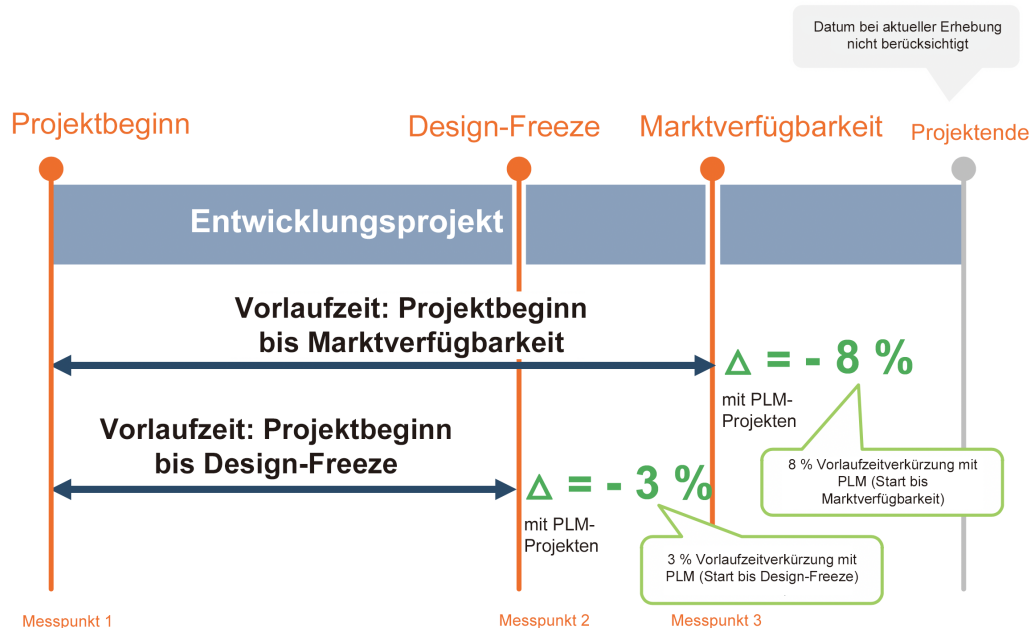 Datum bei aktueller Erhebung
nicht berücksichtigt
Projektbeginn
Design-Freeze
Marktverfügbarkeit
Projektende
Entwicklungsprojekt
Vorlaufzeit: Projektbeginn
bis Marktverfügbarkeit
Δ = - 8 %
mit PLM-
Projekten
8 % Vorlaufzeitverkürzung mit
PLM (Start bis
Marktverfügbarkeit)
Vorlaufzeit: Projektbeginn
bis Design-Freeze
Δ = - 3 %
mit PLM-
Projekten
3 % Vorlaufzeitverkürzung mit
PLM (Start bis Design-Freeze)
Messpunkt 1
Messpunkt 2
Messpunkt 3